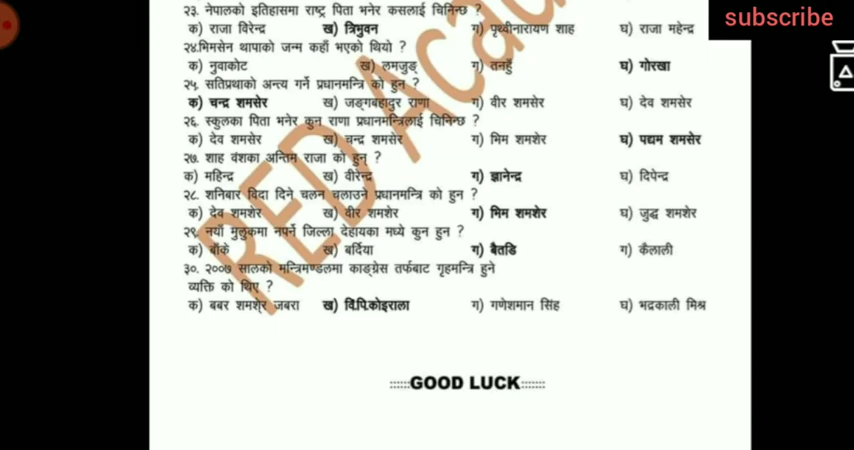 subscribe
२३. नेपालको इतिहासमा राष्ट्र पिता भनेर कसलाई चिनिन्छ ?
क) राजा विरेन्द्र ख) त्रिभुवन ग) पृथ्वीनारायण शाह घ) राजा महेन्द्र
२४.भिमसेन थापाको जन्म कहाँ भएको थियो ?
क) नुवाकोट ख) लमजुङ् ग) तनहुँ घ) गोरखा
२५. सतिप्रथाको अन्त्य गर्ने प्रधानमन्त्रि को हुन् ?
क) चन्द्र शमसेर ख) जङ्गबहादुर राणा ग) वीर शमसेर घ) देव शमसेर
२६. स्कुलका पिता भनेर कुन राणा प्रधानमन्त्रिलाई चिनिन्छ ?
क) देव शमसेर ख) चन्द्र शमसेर ग) भिम शमशेर घ) पद्यम शमसेर
२७. शाह वंशका अन्तिम राजा को हुन् ?
क) महिन्द्र ख) वीरेन्द्र ग) ज्ञानेन्द्र घ) दिपेन्द्र
२८. शनिबार विदा दिने चलन चलाउने प्रधानमन्त्रि को हुन ?
क) देव शमशेर ख) वीर शमशेर ग) भिम शमशेर घ) जुद्ध शमशेर
२९. नयाँ मुलुकमा नपर्ने जिल्ला देहायका मध्ये कुन हुन ?
क) बाँके ख) बर्दिया ग) बैतडि ग) कैलाली
३०. २००७ सालको मन्त्रिमण्डलमा काङग्रेस तर्फबाट गृहमन्त्रि हुने
व्यक्ति को थिए ?
क) बबर शमशेर जबरा ख) वि.पि.कोइराला ग) गणेशमान सिंह घ) भद्रकाली मिश्र
::::::GOOD LUCK:::::::
RED Aca